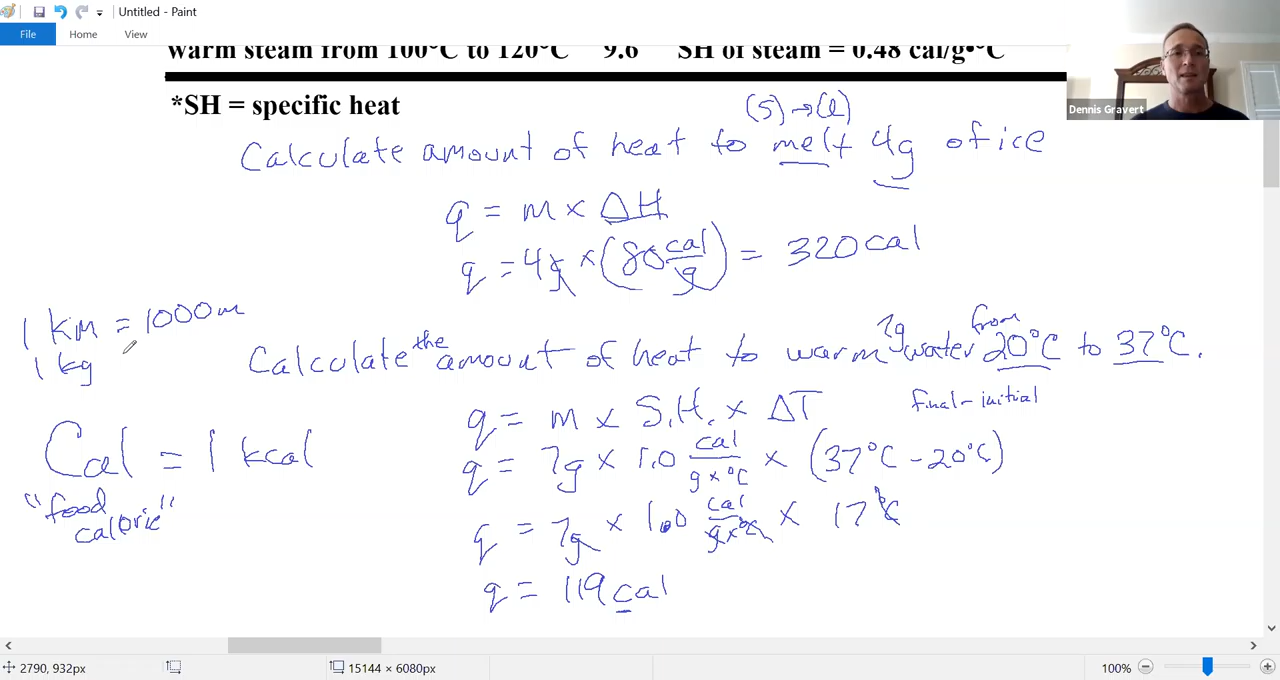 Untitled - Paint
File Home View
Warm steam from 100°C to 120°C 9.6 SH of steam = 0.48 cal/g•°C
*SH = specific heat
Dennis Gravert
(s) → (l)
Calculate amount of heat to melt 4g of ice
q = m × ΔH
q = 4g × (80 cal/g) = 320 cal
1 km = 1000m
1 kg
Calculate the amount of heat to warm 7g water from 20°C to 37°C.
q = m × S.H. × ΔT
final - initial
q = 7g × 1.0 cal/g×°C × (37°C - 20°C)
Cal = 1 kcal
"food
calorie"
q = 7g × 1.0 cal/g×°C × 17°C
q = 119 cal
2790, 932px
15144 × 6080px
100%